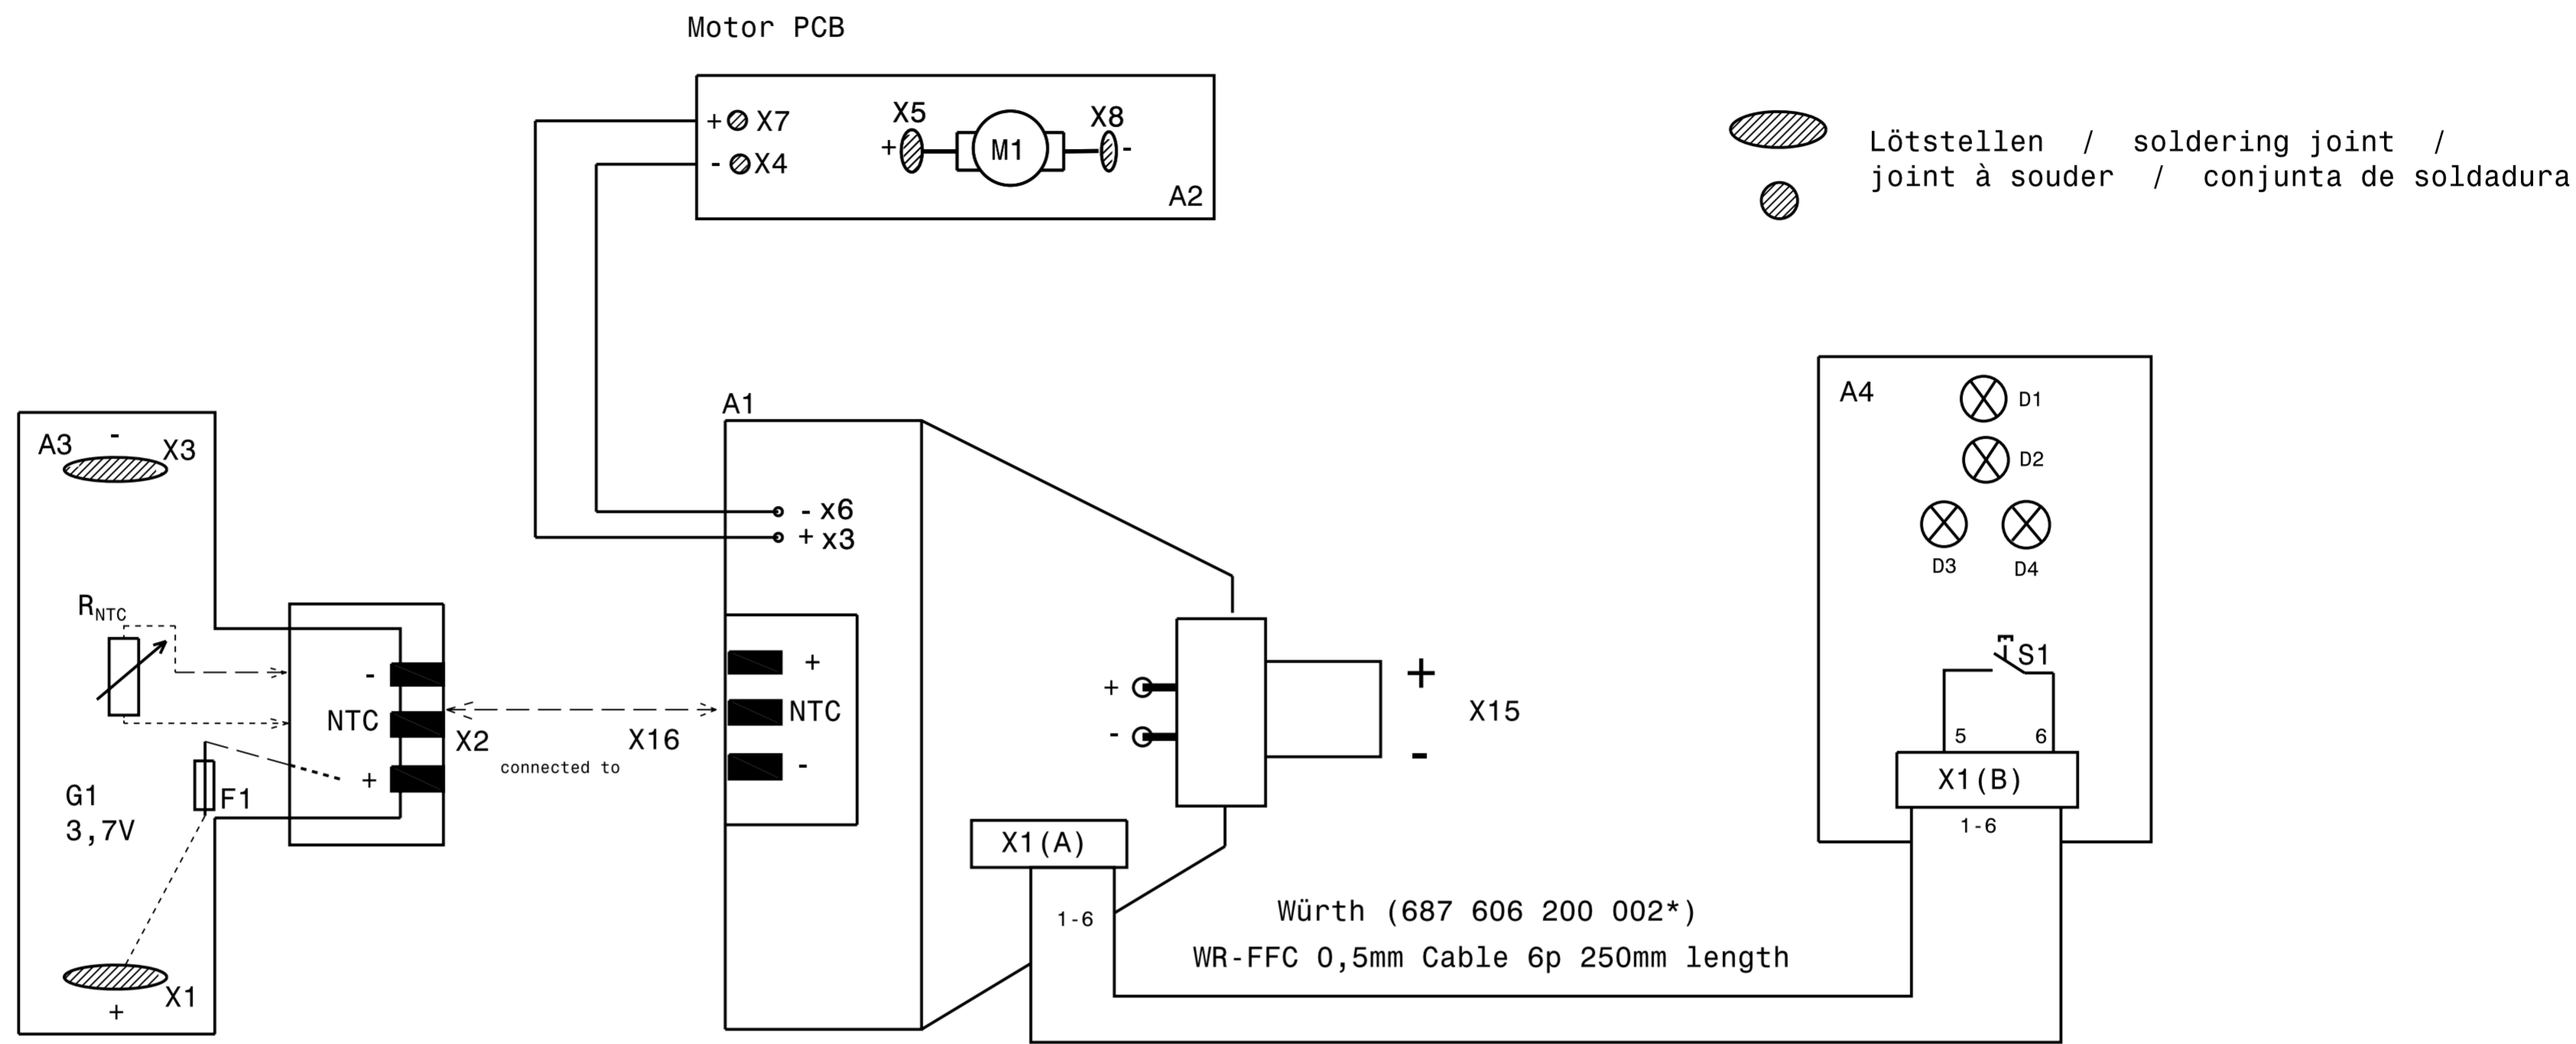 Motor PCB
+ X7
- X4
X5
+
M1
X8
-
A2
Lötstellen / soldering joint /
joint à souder / conjunta de soldadura
A3
-
X3
RNTC
-
NTC
+
X2
F1
G1
3,7V
X1
+
X16
connected to
A1
- x6
+ x3
+
NTC
-
+
-
+
-
X15
X1(A)
1-6
Würth (687 606 200 002*)
WR-FFC 0,5mm Cable 6p 250mm length
A4
D1
D2
D3
D4
S1
5 6
X1(B)
1-6